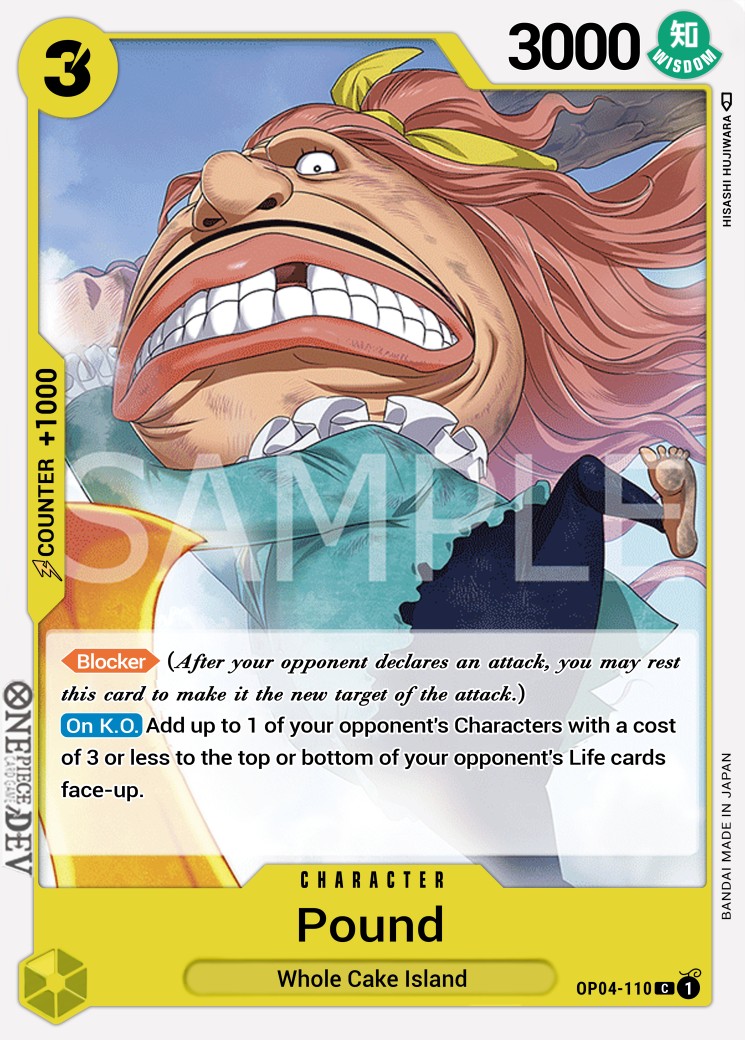 3
3000
知
WISDOM
HISASHI HUJIWARA
COUNTER +1000
SAMPLE
Blocker (After your opponent declares an attack, you may rest
this card to make it the new target of the attack.)
On K.O. Add up to 1 of your opponent's Characters with a cost
of 3 or less to the top or bottom of your opponent's Life cards
face-up.
ONE PIECE
CARD GAME
/DEV
BANDAI MADE IN JAPAN
CHARACTER
Pound
Whole Cake Island
OP04-110 C 1